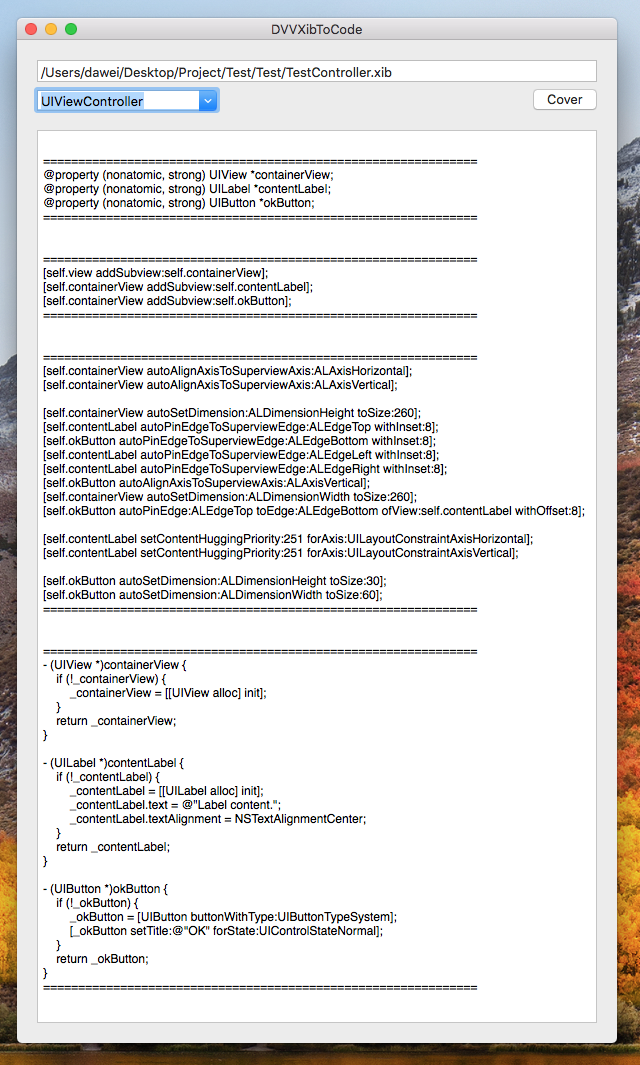 DVVXibToCode
/Users/dawei/Desktop/Project/Test/Test/TestController.xib
UIViewController
Cover
==============================================================
@property (nonatomic, strong) UIView *containerView;
@property (nonatomic, strong) UILabel *contentLabel;
@property (nonatomic, strong) UIButton *okButton;
==============================================================
==============================================================
[self.view addSubview:self.containerView];
[self.containerView addSubview:self.contentLabel];
[self.containerView addSubview:self.okButton];
==============================================================
==============================================================
[self.containerView autoAlignAxisToSuperviewAxis:ALAxisHorizontal];
[self.containerView autoAlignAxisToSuperviewAxis:ALAxisVertical];
[self.containerView autoSetDimension:ALDimensionHeight toSize:260];
[self.contentLabel autoPinEdgeToSuperviewEdge:ALEdgeTop withInset:8];
[self.okButton autoPinEdgeToSuperviewEdge:ALEdgeBottom withInset:8];
[self.contentLabel autoPinEdgeToSuperviewEdge:ALEdgeLeft withInset:8];
[self.contentLabel autoPinEdgeToSuperviewEdge:ALEdgeRight withInset:8];
[self.okButton autoAlignAxisToSuperviewAxis:ALAxisVertical];
[self.containerView autoSetDimension:ALDimensionWidth toSize:260];
[self.okButton autoPinEdge:ALEdgeTop toEdge:ALEdgeBottom ofView:self.contentLabel withOffset:8];
[self.contentLabel setContentHuggingPriority:251 forAxis:UILayoutConstraintAxisHorizontal];
[self.contentLabel setContentHuggingPriority:251 forAxis:UILayoutConstraintAxisVertical];
[self.okButton autoSetDimension:ALDimensionHeight toSize:30];
[self.okButton autoSetDimension:ALDimensionWidth toSize:60];
==============================================================
==============================================================
- (UIView *)containerView {
if (!_containerView) {
_containerView = [[UIView alloc] init];
}
return _containerView;
}
- (UILabel *)contentLabel {
if (!_contentLabel) {
_contentLabel = [[UILabel alloc] init];
_contentLabel.text = @"Label content.";
_contentLabel.textAlignment = NSTextAlignmentCenter;
}
return _contentLabel;
}
- (UIButton *)okButton {
if (!_okButton) {
_okButton = [UIButton buttonWithType:UIButtonTypeSystem];
[_okButton setTitle:@"OK" forState:UIControlStateNormal];
}
return _okButton;
}
==============================================================